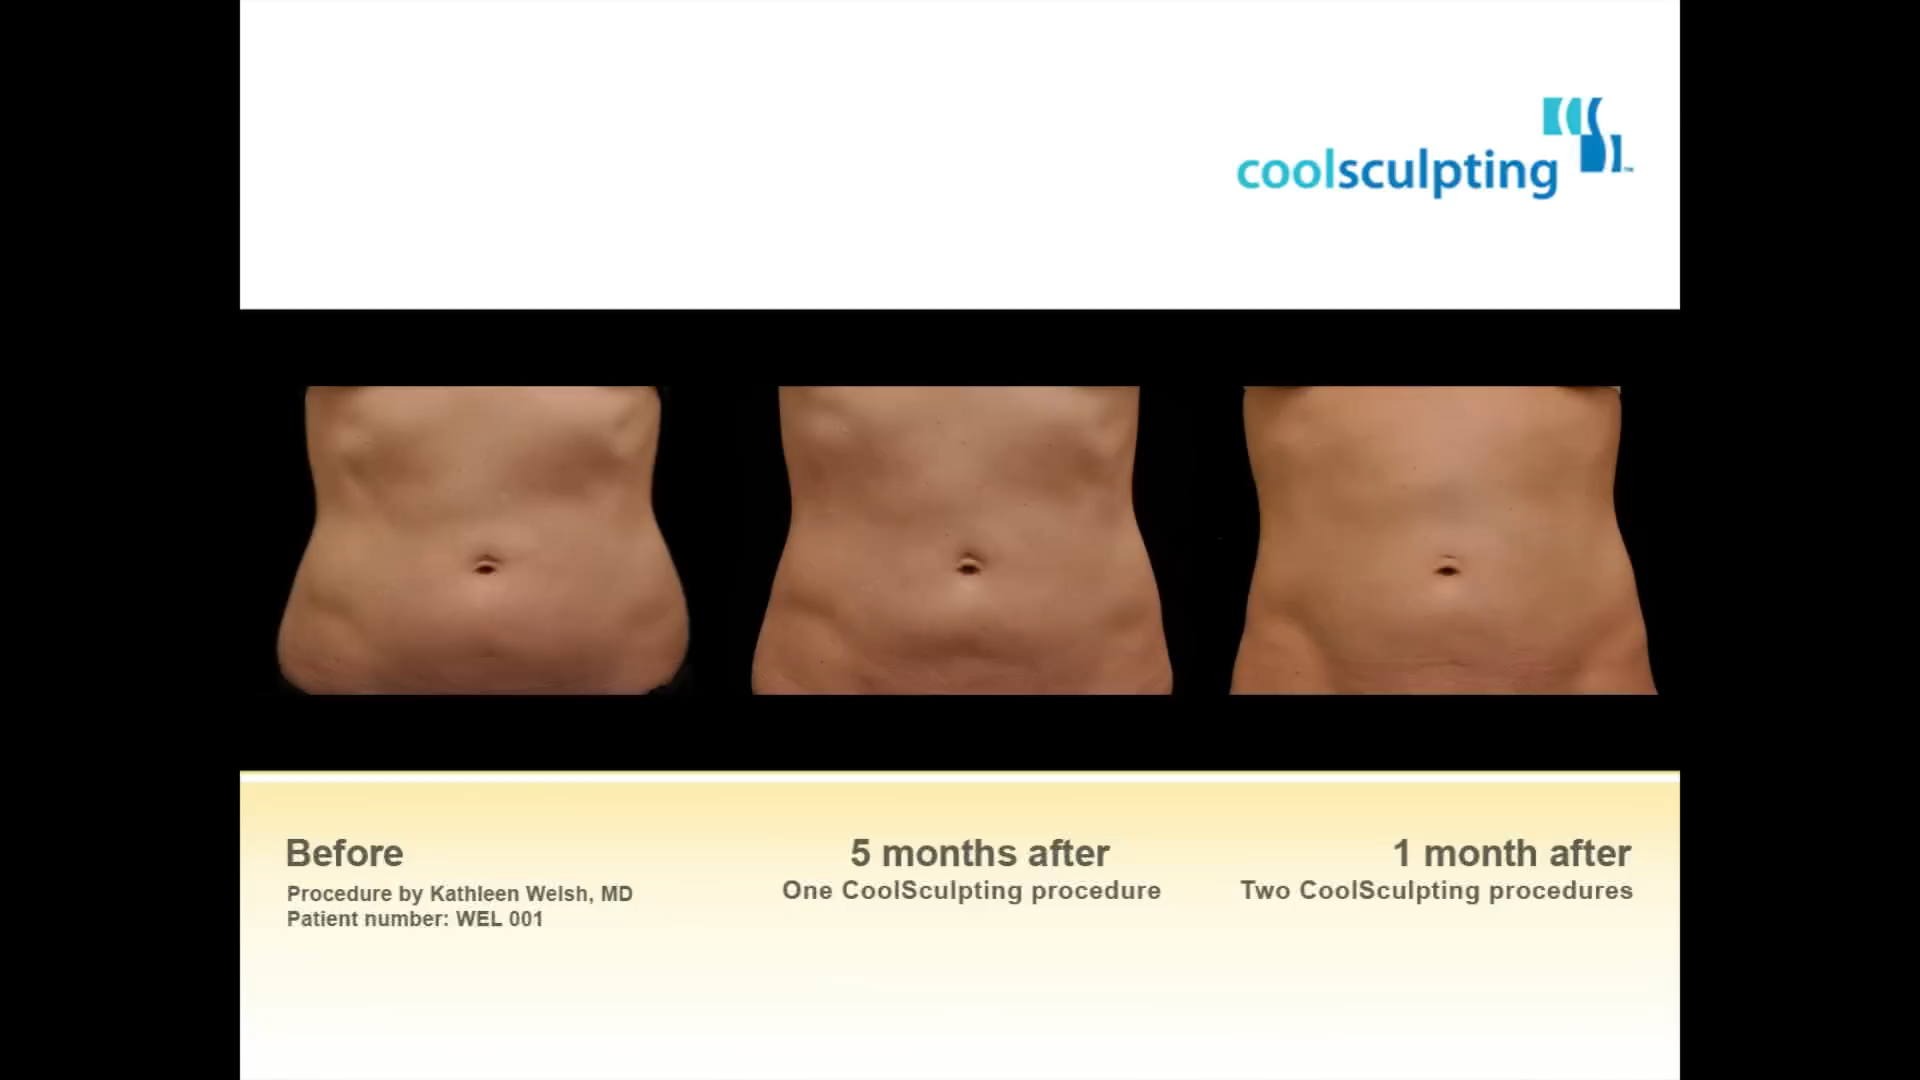 coolsculpting™
Before
Procedure by Kathleen Welsh, MD
Patient number: WEL 001
5 months after
One CoolSculpting procedure
1 month after
Two CoolSculpting procedures